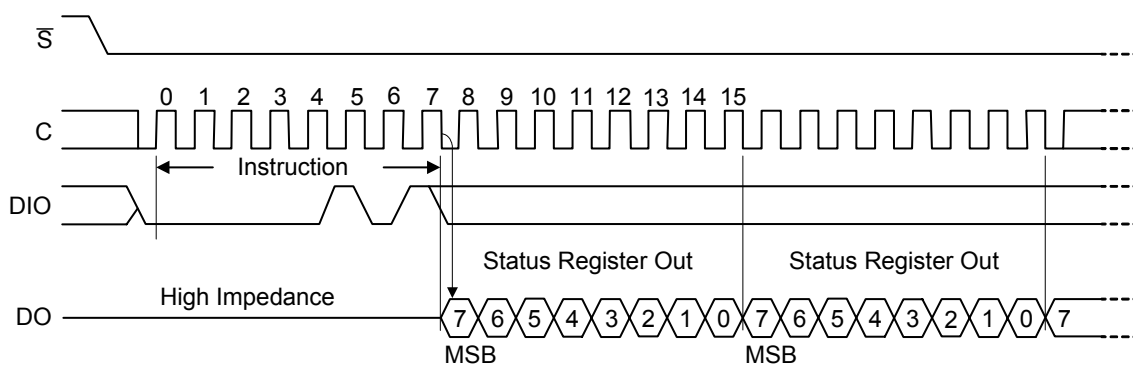 S̅
0 1 2 3 4 5 6 7 8 9 10 11 12 13 14 15
C
Instruction
DIO
Status Register Out Status Register Out
High Impedance
DO 7 6 5 4 3 2 1 0 7 6 5 4 3 2 1 0 7
MSB MSB